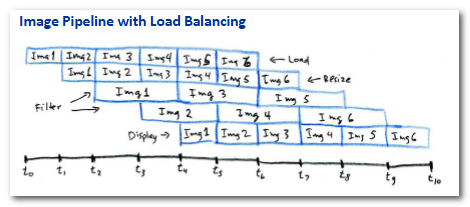 Image Pipeline with Load Balancing
Img 1 Img 2 Img 3 Img 4 Img 5 Img 6 ← Load
Img 1 Img 2 Img 3 Img 4 Img 5 Img 6 ← Resize
Filter → Img 1 Img 3 Img 5
→ Img 2 Img 4 Img 6
Display → Img 1 Img 2 Img 3 Img 4 Img 5 Img 6
t0 t1 t2 t3 t4 t5 t6 t7 t8 t9 t10